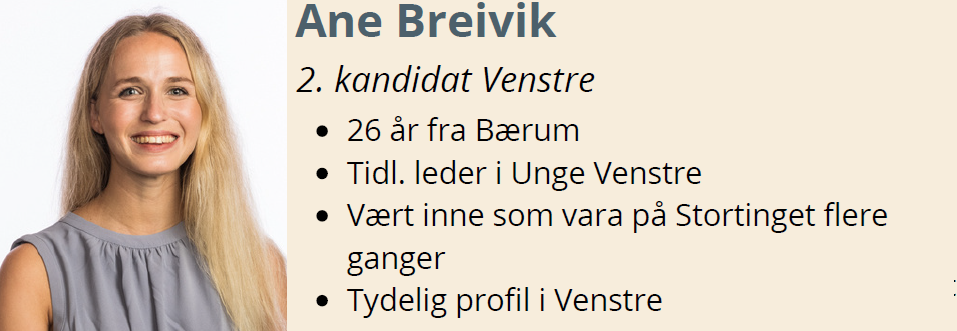 Ane Breivik
2. kandidat Venstre
• 26 år fra Bærum
• Tidl. leder i Unge Venstre
• Vært inne som vara på Stortinget flere
ganger
• Tydelig profil i Venstre